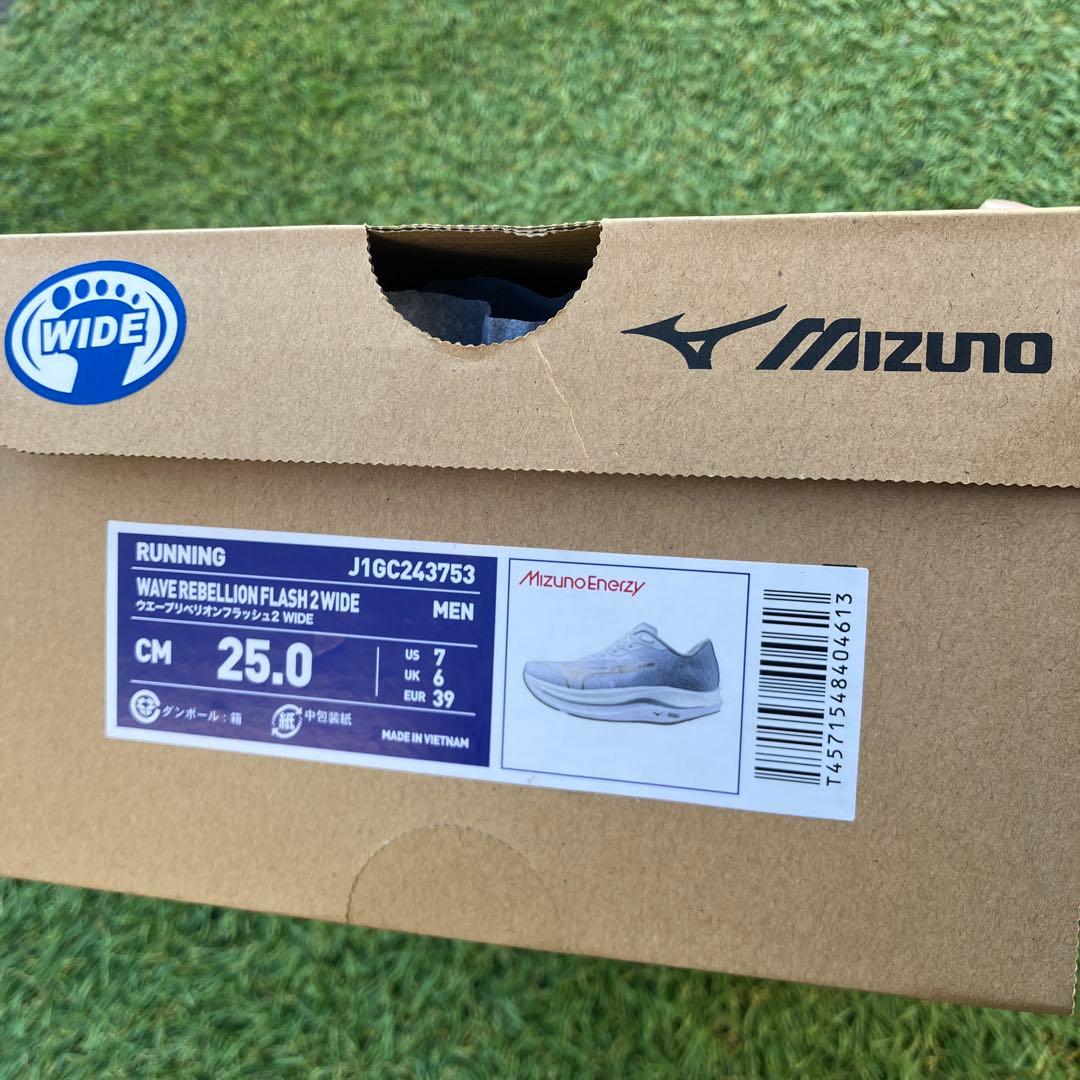 WIDE
MIZUNO
RUNNING
J1GC243753
WAVE REBELLION FLASH 2 WIDE
ウエーブリベリオンフラッシュ2 WIDE
MEN
CM 25.0
US 7
UK 6
EUR 39
ダンボール：箱
紙 中包装紙
MADE IN VIETNAM
MizunoEnerzy
T4571548404613